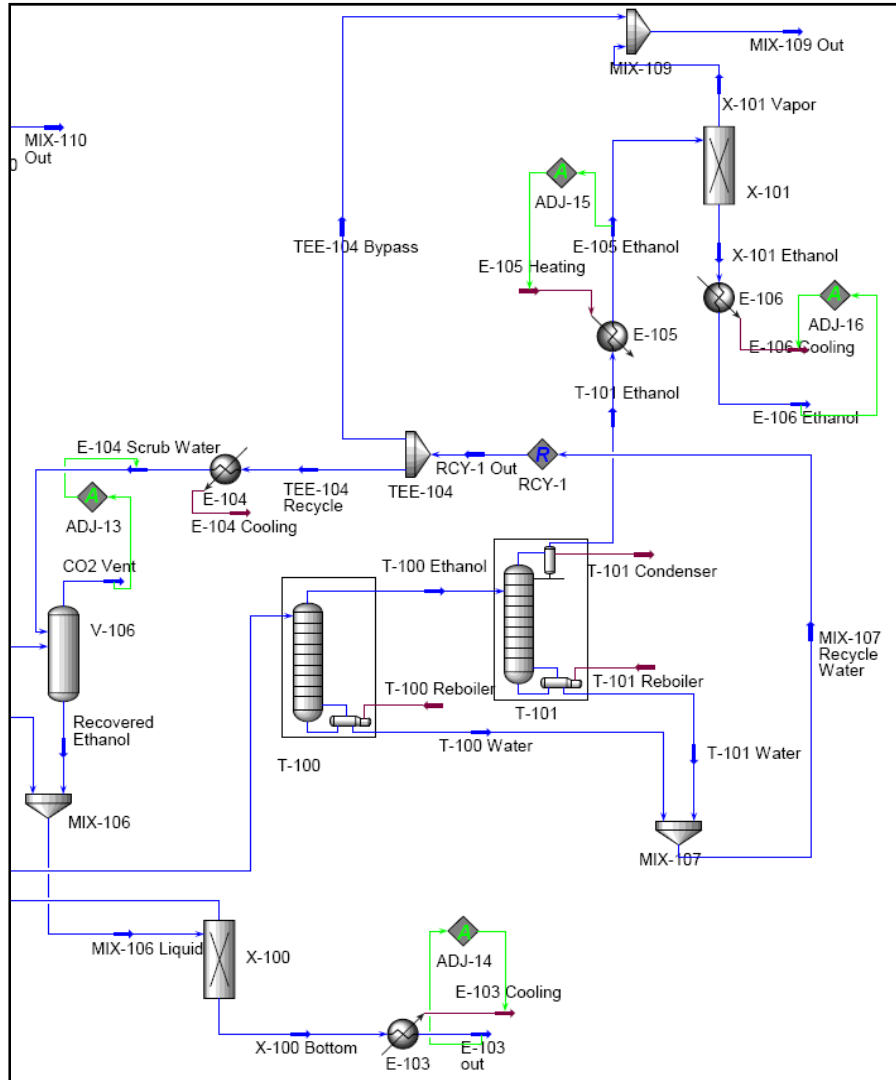 MIX-109
MIX-109 Out
X-101 Vapor
MIX-110
Out
0
A
ADJ-15
X-101
TEE-104 Bypass
E-105 Ethanol
E-105 Heating
X-101 Ethanol
E-106
A
ADJ-16
E-105
E-106 Cooling
T-101 Ethanol
E-106 Ethanol
E-104 Scrub Water
RCY-1 Out
R
RCY-1
TEE-104
TEE-104
Recycle
E-104
E-104 Cooling
A
ADJ-13
CO2 Vent
T-100 Ethanol
T-101 Condenser
V-106
MIX-107
Recycle
Water
T-100 Reboiler
T-101 Reboiler
T-101
Recovered
Ethanol
T-100 Water
T-101 Water
T-100
MIX-106
MIX-107
MIX-106 Liquid
X-100
A
ADJ-14
E-103 Cooling
X-100 Bottom
E-103
E-103
out